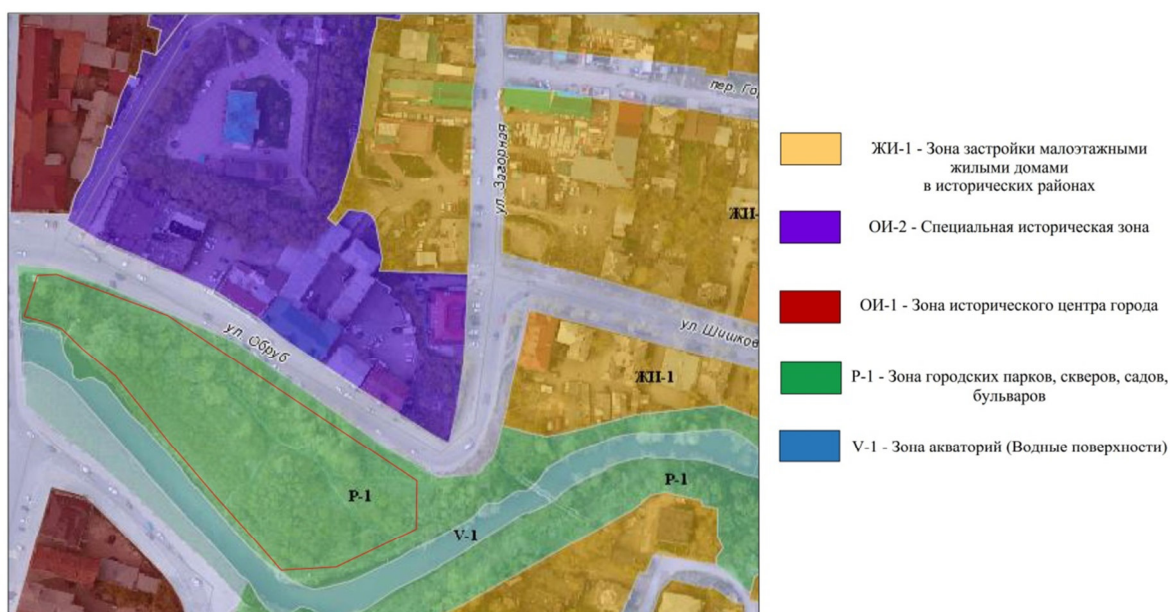 пер. Гар
ул. Загорная
ЖИ-
ул. Шишков
ул. Обруб
ЖИ-1
Р-1
Р-1
V-1
ЖИ-1 - Зона застройки малоэтажными
жилыми домами
в исторических районах
ОИ-2 - Специальная историческая зона
ОИ-1 - Зона исторического центра города
Р-1 - Зона городских парков, скверов, садов,
бульваров
V-1 - Зона акваторий (Водные поверхности)